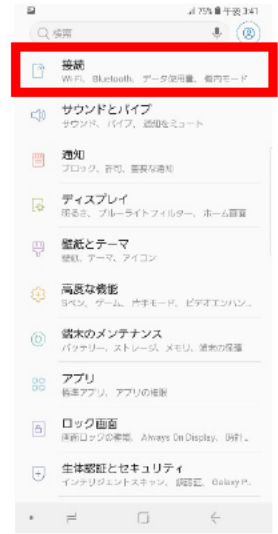 75% 午後 3:41
検索
接続
Wi-Fi、Bluetooth、データ使用量、機内モード
サウンドとバイブ
サウンド、バイブ、通知をミュート
通知
ブロック、許可、重要な通知
ディスプレイ
明るさ、ブルーライトフィルター、ホーム画面
壁紙とテーマ
壁紙、テーマ、アイコン
高度な機能
Sペン、ゲーム、片手モード、ビデオエンハン...
端末のメンテナンス
バッテリー、ストレージ、メモリ、端末の保護
アプリ
標準アプリ、アプリの権限
ロック画面
画面ロックの種類、Always On Display、時計...
生体認証とセキュリティ
インテリジェントスキャン、顔認証、Galaxy P...